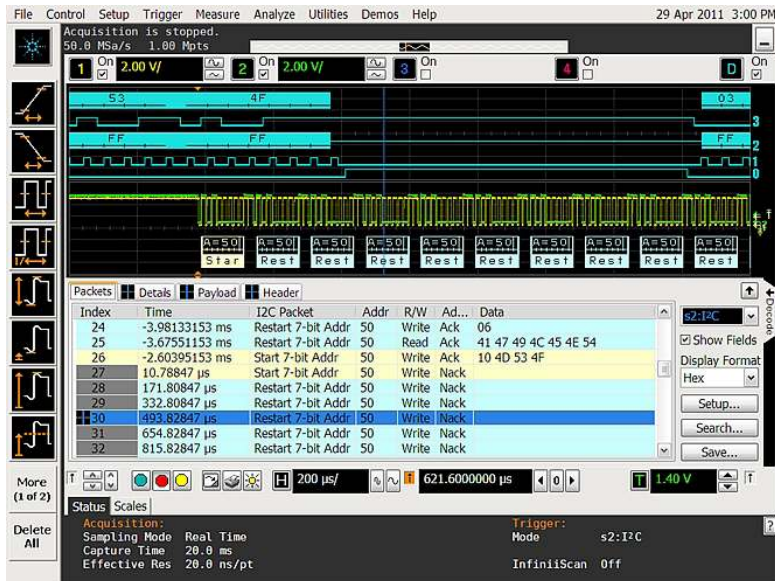 File Control Setup Trigger Measure Analyze Utilities Demos Help 29 Apr 2011 3:00 PM
Acquisition is stopped.
50.0 MSa/s 1.00 Mpts
1 On 2.00 V/ 2 On 2.00 V/ 3 On 4 On D On
53 4F 03
3
FF FF FF
2
1
0
A=50 A=50 A=50 A=50 A=50 A=50 A=50 A=50 A=50 A=50
Star Rest Rest Rest Rest Rest Rest Rest Rest Rest
Packets Details Payload Header
Index Time I2C Packet Addr R/W Ad... Data
24 -3.98133153 ms Restart 7-bit Addr 50 Write Ack 06
25 -3.67551153 ms Restart 7-bit Addr 50 Read Ack 41 47 49 4C 45 4E 54
26 -2.60395153 ms Start 7-bit Addr 50 Write Ack 10 4D 53 4F
27 10.78847 µs Start 7-bit Addr 50 Write Nack
28 171.80847 µs Restart 7-bit Addr 50 Write Nack
29 332.80847 µs Restart 7-bit Addr 50 Write Nack
30 493.82847 µs Restart 7-bit Addr 50 Write Nack
31 654.82847 µs Restart 7-bit Addr 50 Write Nack
32 815.82847 µs Restart 7-bit Addr 50 Write Nack
Decode
s2:I²C
Show Fields
Display Format
Hex
Setup...
Search...
Save...
1/
More
(1 of 2)
Delete
All
H 200 µs/ 621.6000000 µs 0 T 1.40 V
Status Scales
Acquisition:
Sampling Mode Real Time
Capture Time 20.0 ms
Effective Res 20.0 ns/pt
Trigger:
Mode s2:I²C
InfiniiScan Off
?